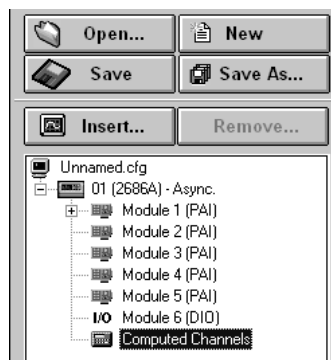 Open... New
Save Save As...
Insert... Remove...
Unnamed.cfg
01 (2686A) - Async.
Module 1 (PAI)
Module 2 (PAI)
Module 3 (PAI)
Module 4 (PAI)
Module 5 (PAI)
I/O Module 6 (DIO)
Computed Channels